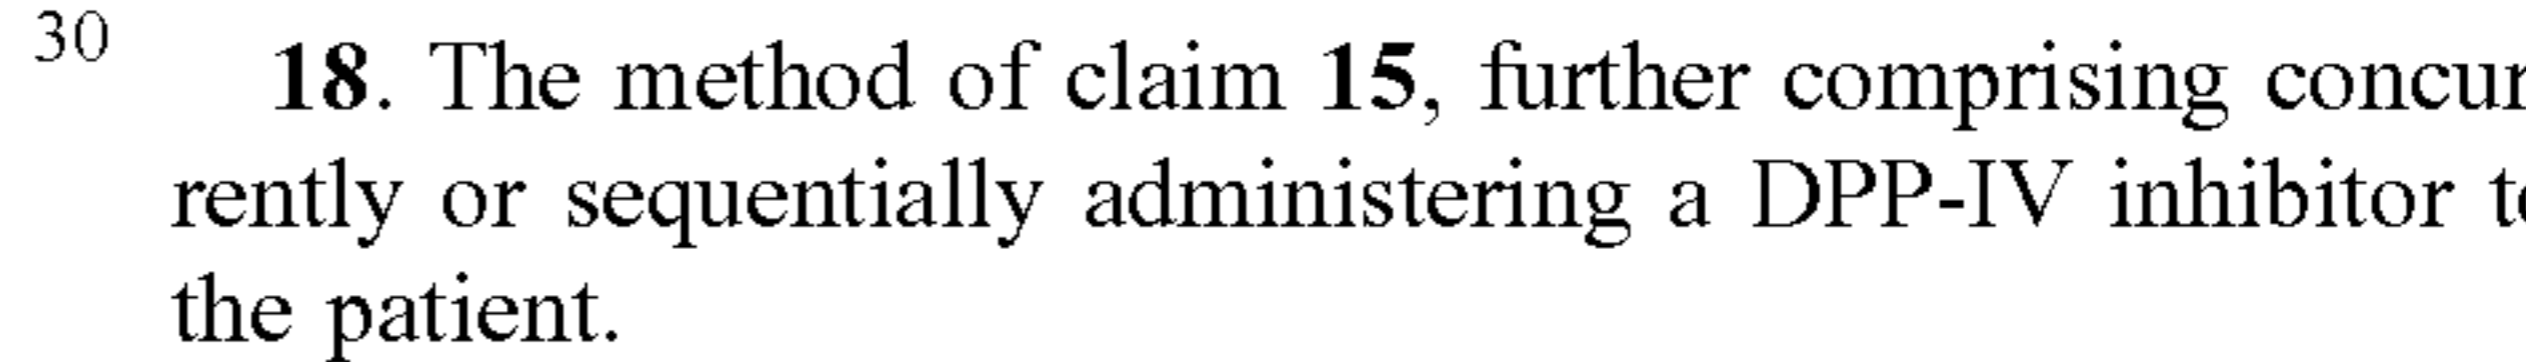 30
18. The method of claim 15, further comprising concur
rently or sequentially administering a DPP-IV inhibitor to
the patient.